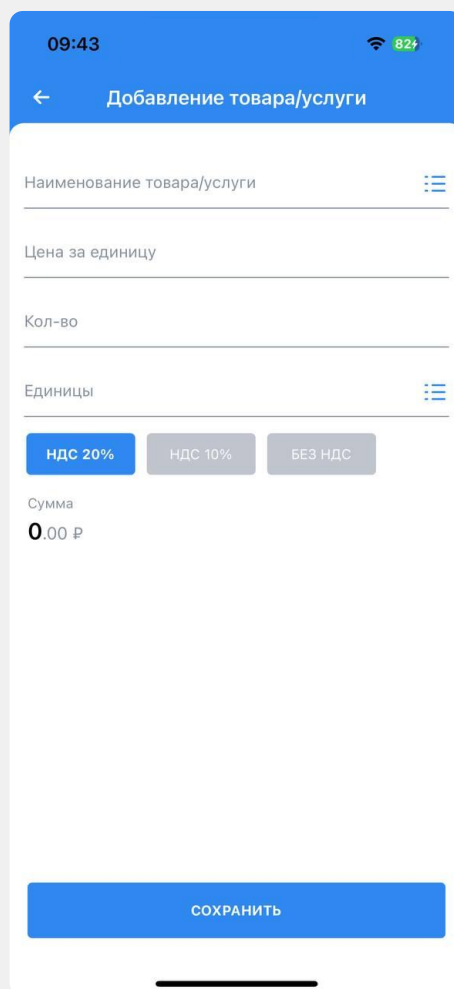 09:43
82
Добавление товара/услуги
Наименование товара/услуги
Цена за единицу
Кол-во
Единицы
НДС 20% НДС 10% БЕЗ НДС
Сумма
0.00 ₽
СОХРАНИТЬ